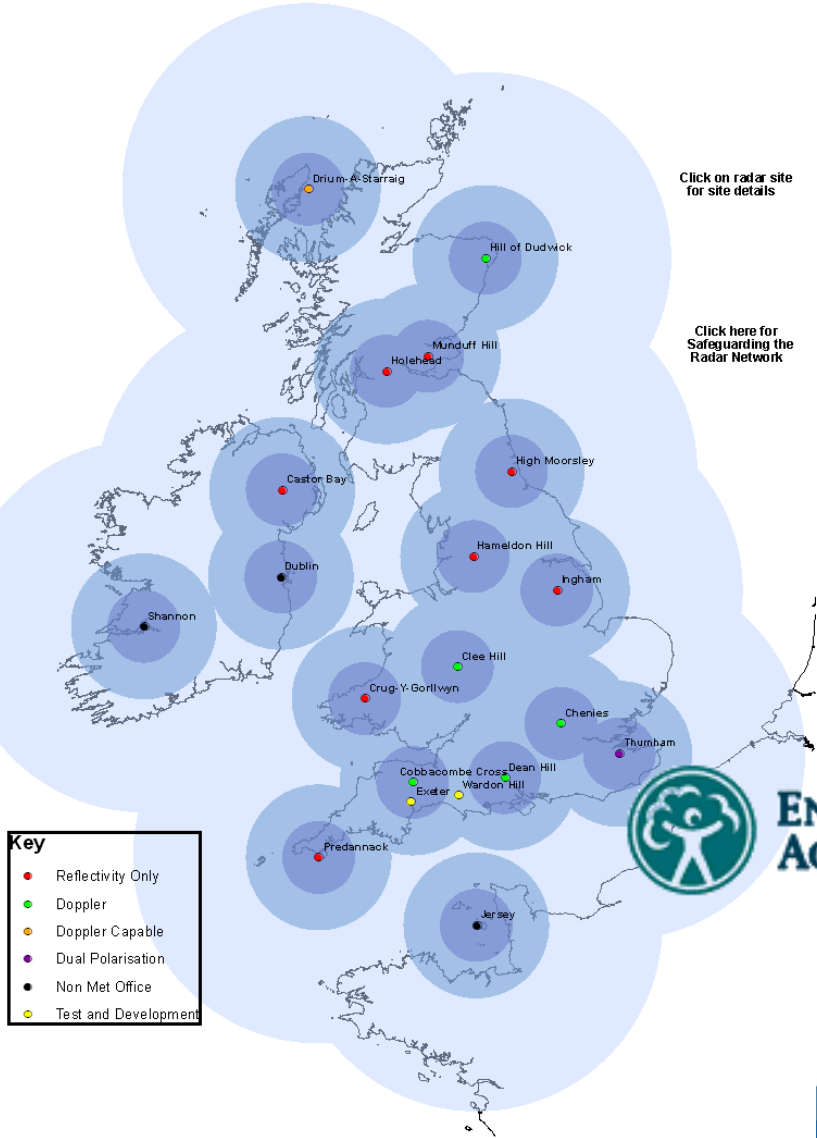 Drium-A-Starraig
Click on radar site
for site details
Hill of Dudwick
Click here for
Safeguarding the
Radar Network
Munduff Hill
Holehead
High Moorsley
Castor Bay
Hameldon Hill
Dublin
Ingham
Shannon
Clee Hill
Crug-Y-Gorllwyn
Chenies
Thurnham
Cobbacombe Cross
Dean Hill
Exeter
Wardon Hill
Predannack
Jersey
Key
Reflectivity Only
Doppler
Doppler Capable
Dual Polarisation
Non Met Office
Test and Development